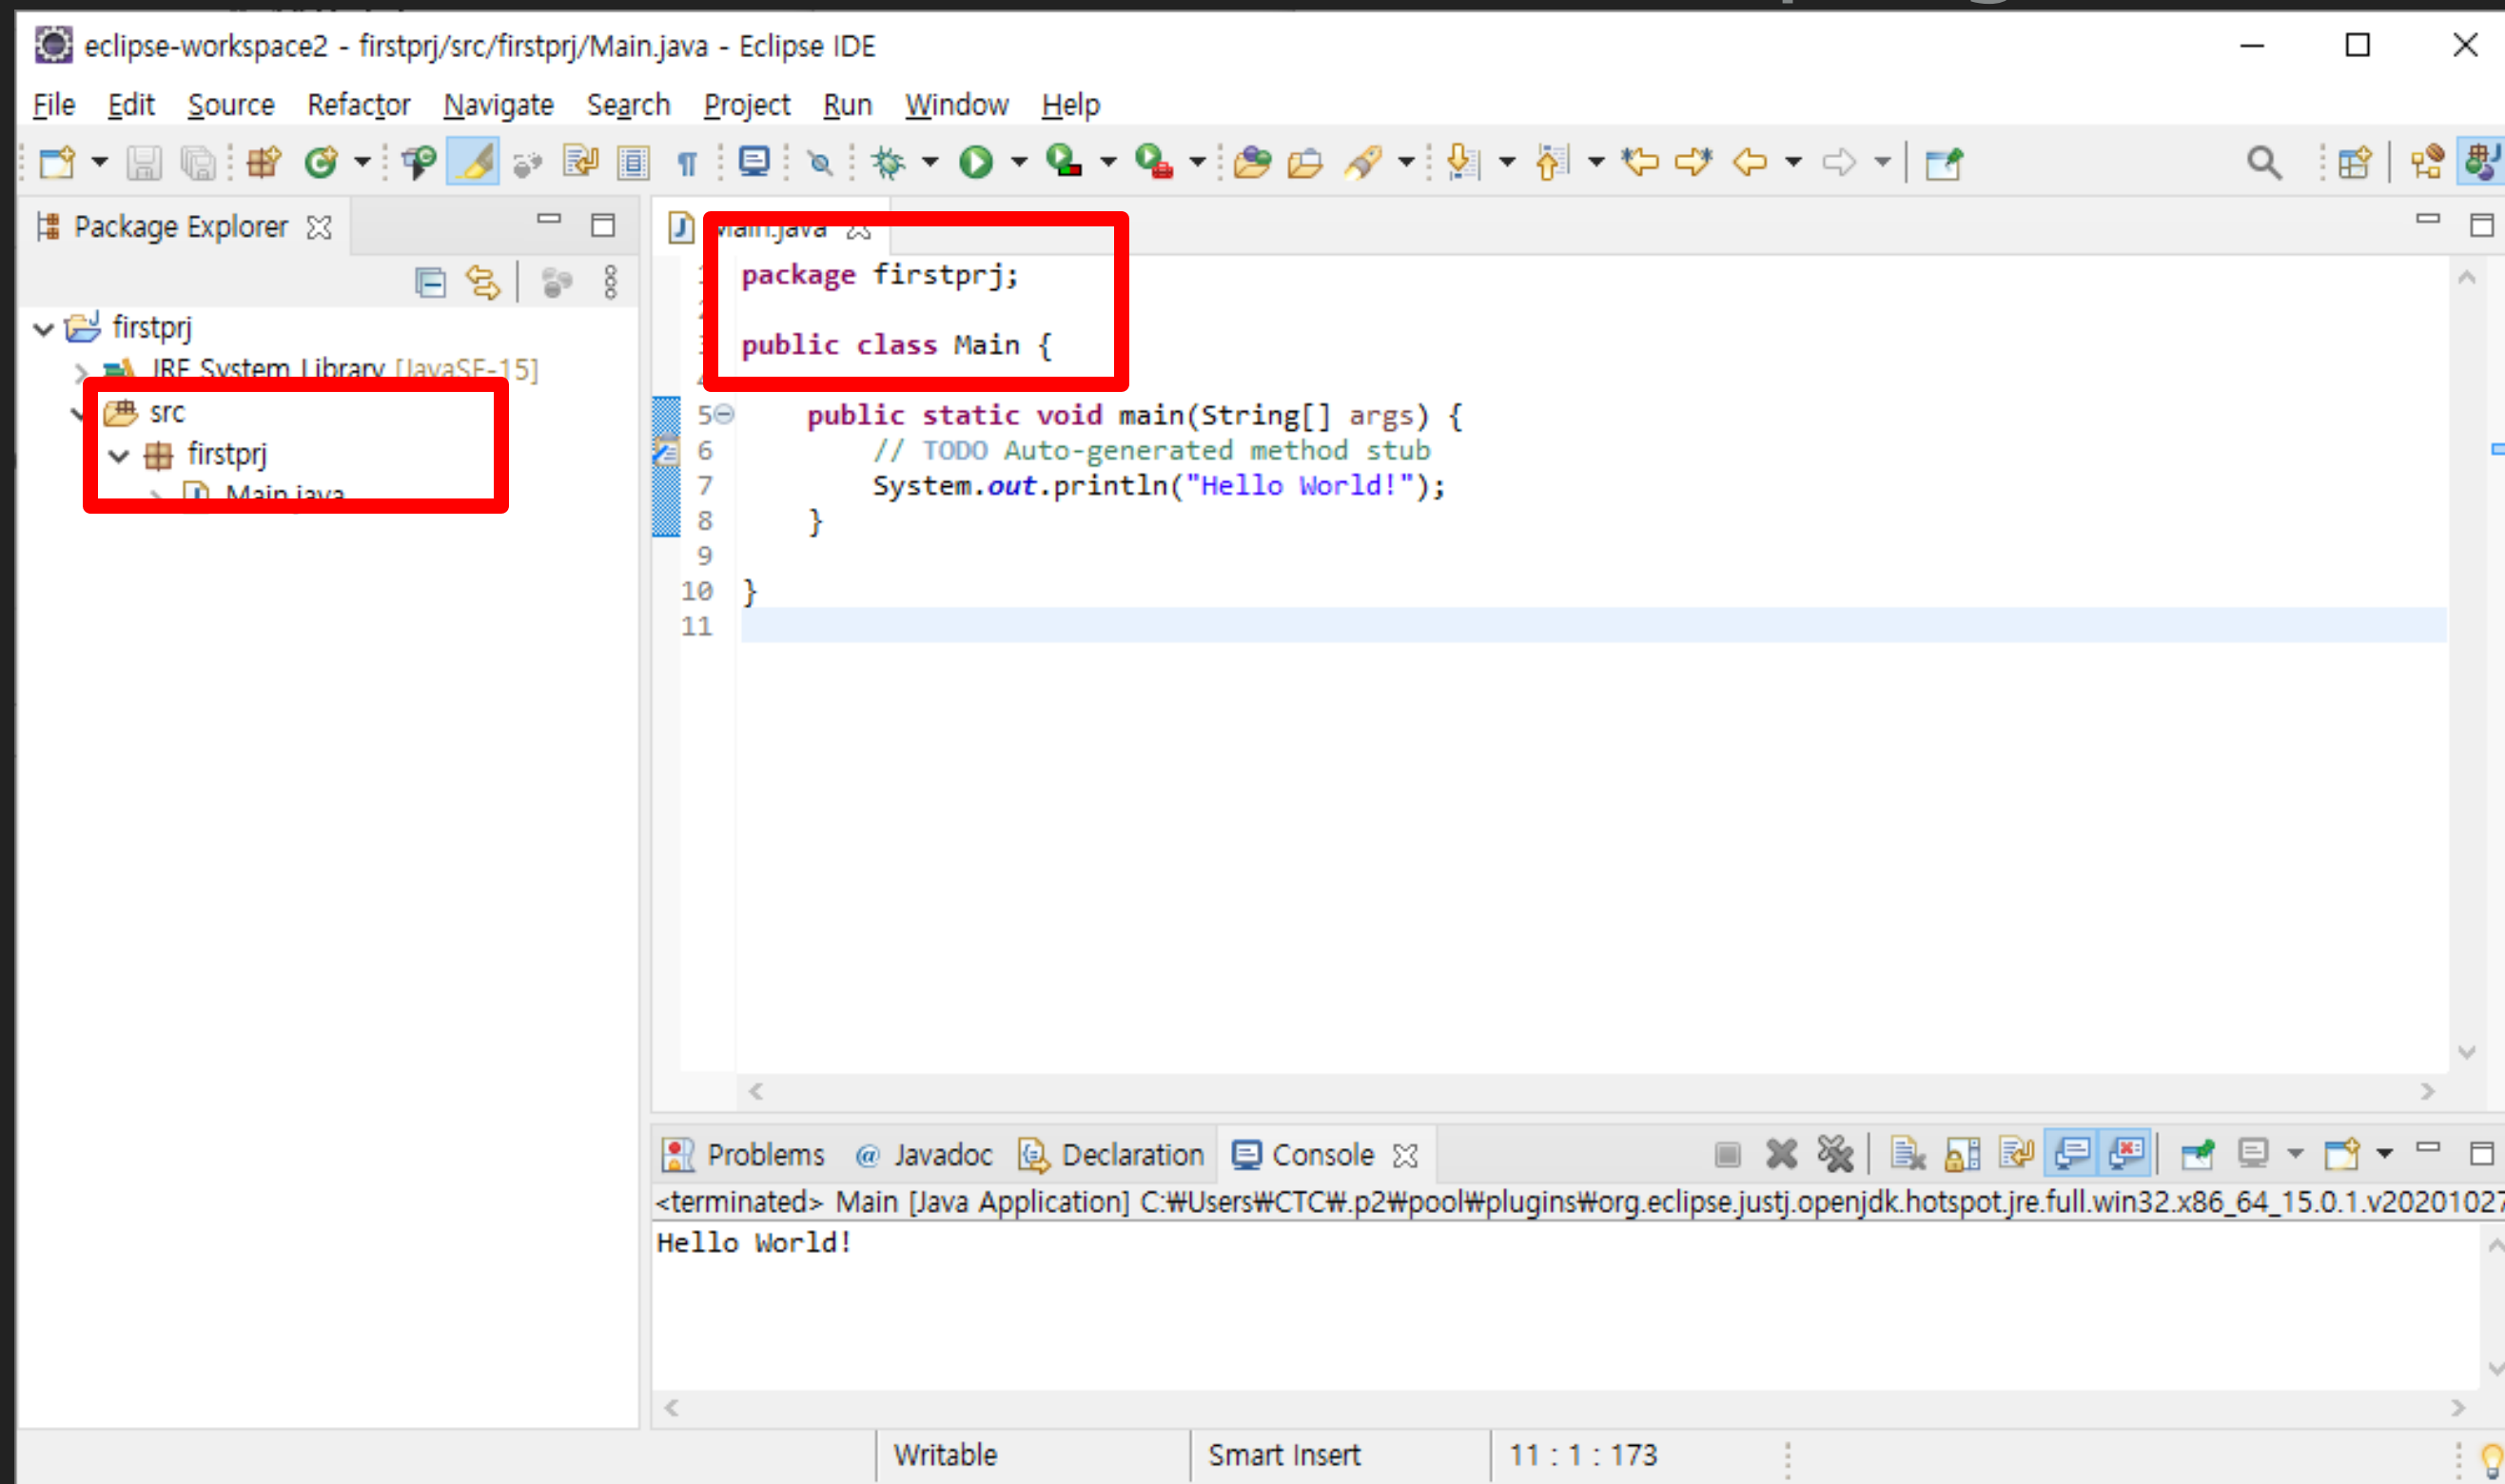 eclipse-workspace2 - firstprj/src/firstprj/Main.java - Eclipse IDE
File Edit Source Refactor Navigate Search Project Run Window Help
Package Explorer
firstprj
JRE System Library [JavaSE-15]
src
firstprj
Main.java
Main.java
package firstprj;
public class Main {
5 public static void main(String[] args) {
6 // TODO Auto-generated method stub
7 System.out.println("Hello World!");
8 }
9
10 }
11
Problems @ Javadoc Declaration Console
<terminated> Main [Java Application] C:₩Users₩CTC₩.p2₩pool₩plugins₩org.eclipse.justj.openjdk.hotspot.jre.full.win32.x86_64_15.0.1.v20201027
Hello World!
Writable Smart Insert 11 : 1 : 173